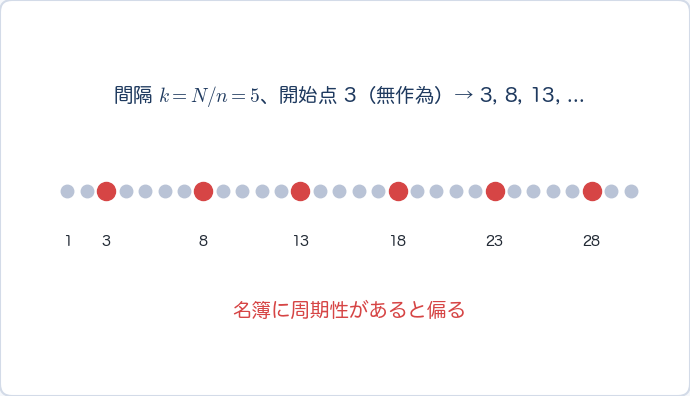 間隔 k = N/n = 5、開始点 3（無作為）→ 3, 8, 13, ...
1 3 8 13 18 23 28
名簿に周期性があると偏る